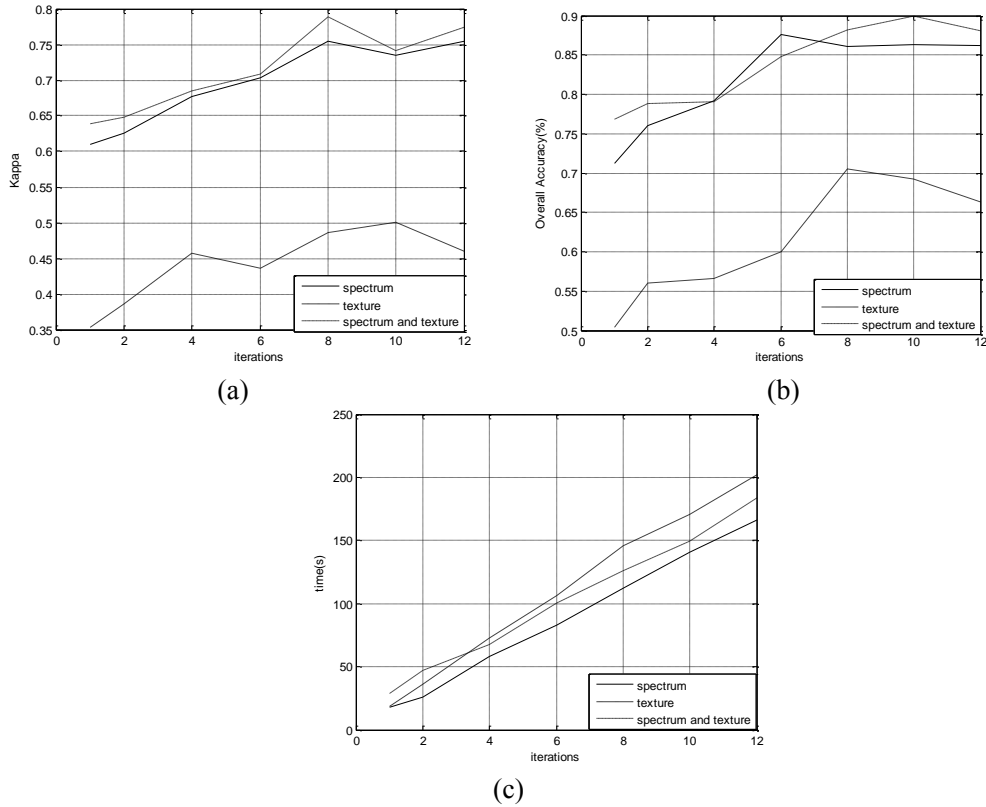 0.8
0.75
0.7
0.65
0.6
0.55
0.5
0.45
0.4
0.35
Kappa
0 2 4 6 8 10 12
iterations
spectrum
texture
spectrum and texture
(a)
0.9
0.85
0.8
0.75
0.7
0.65
0.6
0.55
0.5
Overall Accuracy(%)
0 2 4 6 8 10 12
iterations
spectrum
texture
spectrum and texture
(b)
250
200
150
100
50
0
time(s)
0 2 4 6 8 10 12
iterations
spectrum
texture
spectrum and texture
(c)